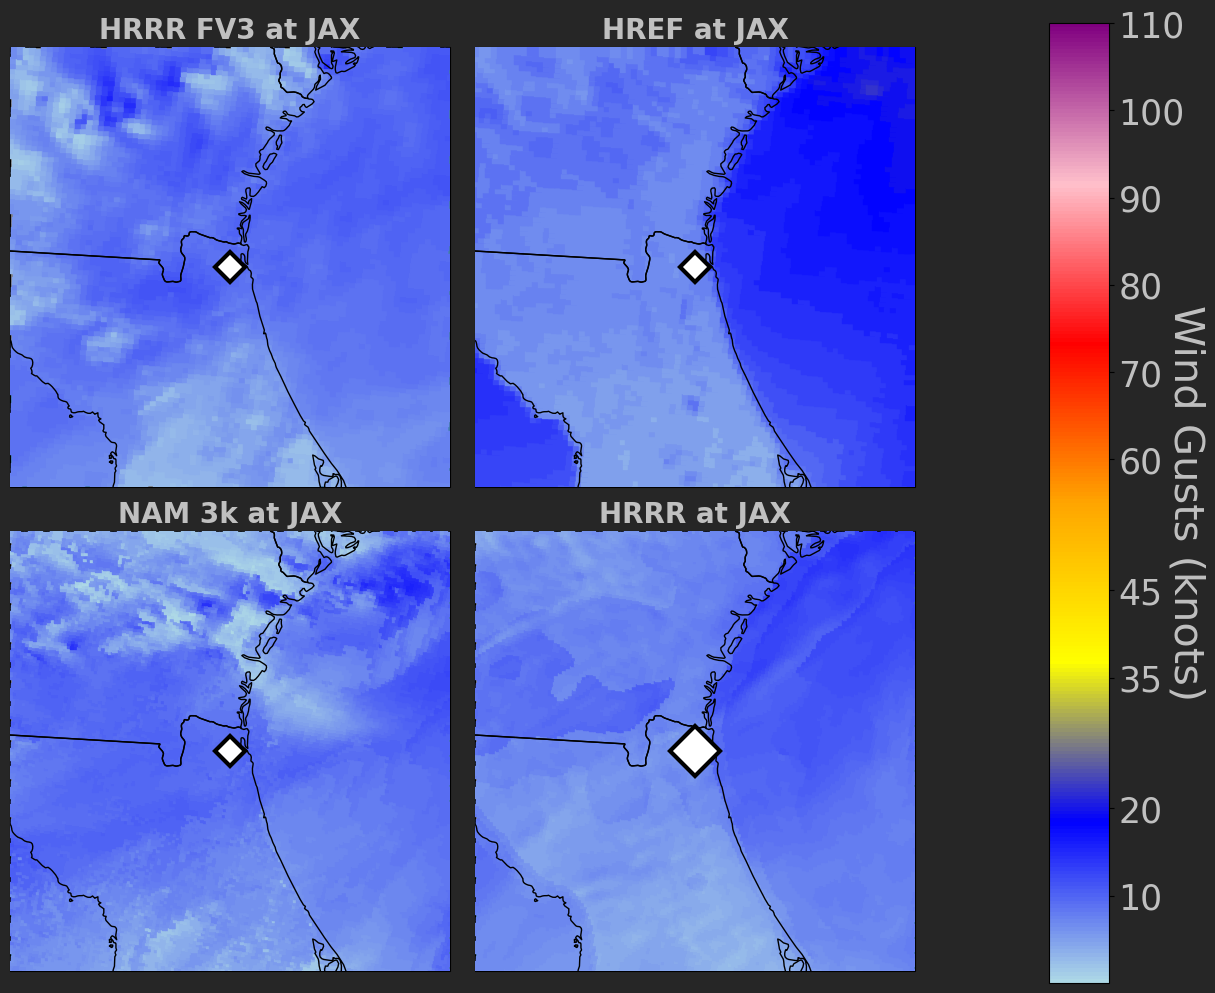 HRRR FV3 at JAX
HREF at JAX
NAM 3k at JAX
HRRR at JAX
110
100
90
80
70
60
45
35
20
10
Wind Gusts (knots)